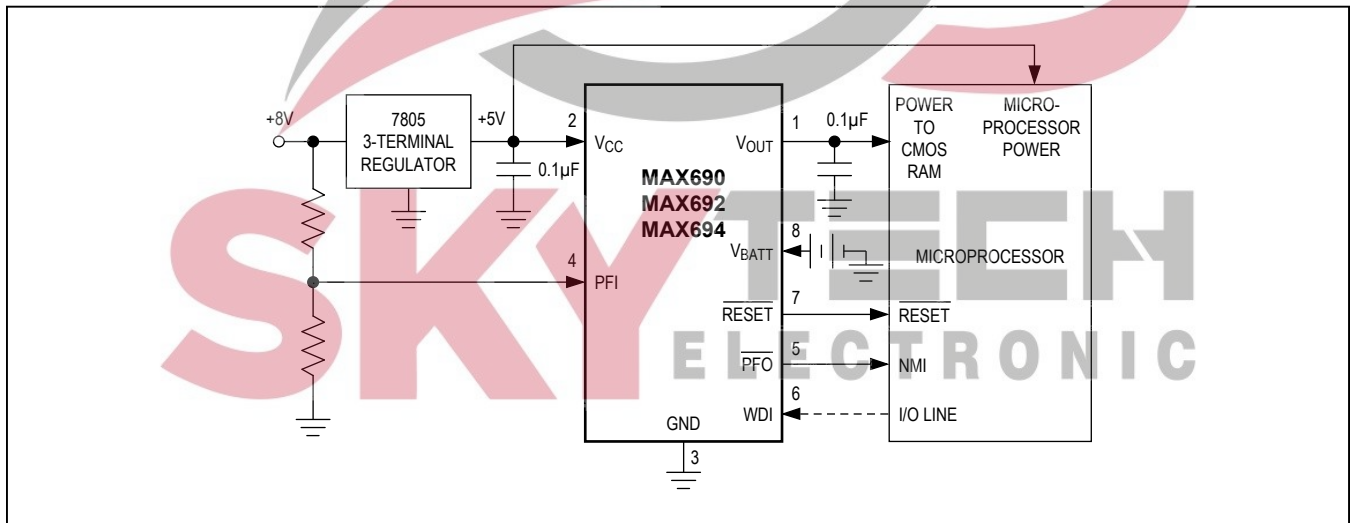 +8V
7805
3-TERMINAL
REGULATOR
+5V
0.1µF
2
VCC
4
PFI
MAX690
MAX692
MAX694
GND
3
VOUT
1
0.1µF
VBATT
8
RESET
7
PFO
5
WDI
6
POWER
TO
CMOS
RAM
MICRO-
PROCESSOR
POWER
MICROPROCESSOR
RESET
NMI
I/O LINE
SKYTECH
ELECTRONIC